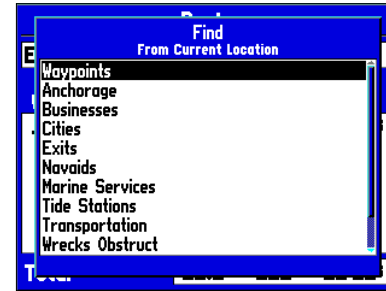 Find
From Current Location
Waypoints
Anchorage
Businesses
Cities
Exits
Navaids
Marine Services
Tide Stations
Transportation
Wrecks Obstruct